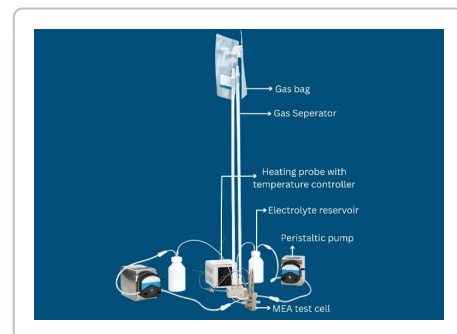 Gas bag
Gas Seperator
Heating probe with
temperature controller
Electrolyte reservoir
Peristaltic pump
MEA test cell